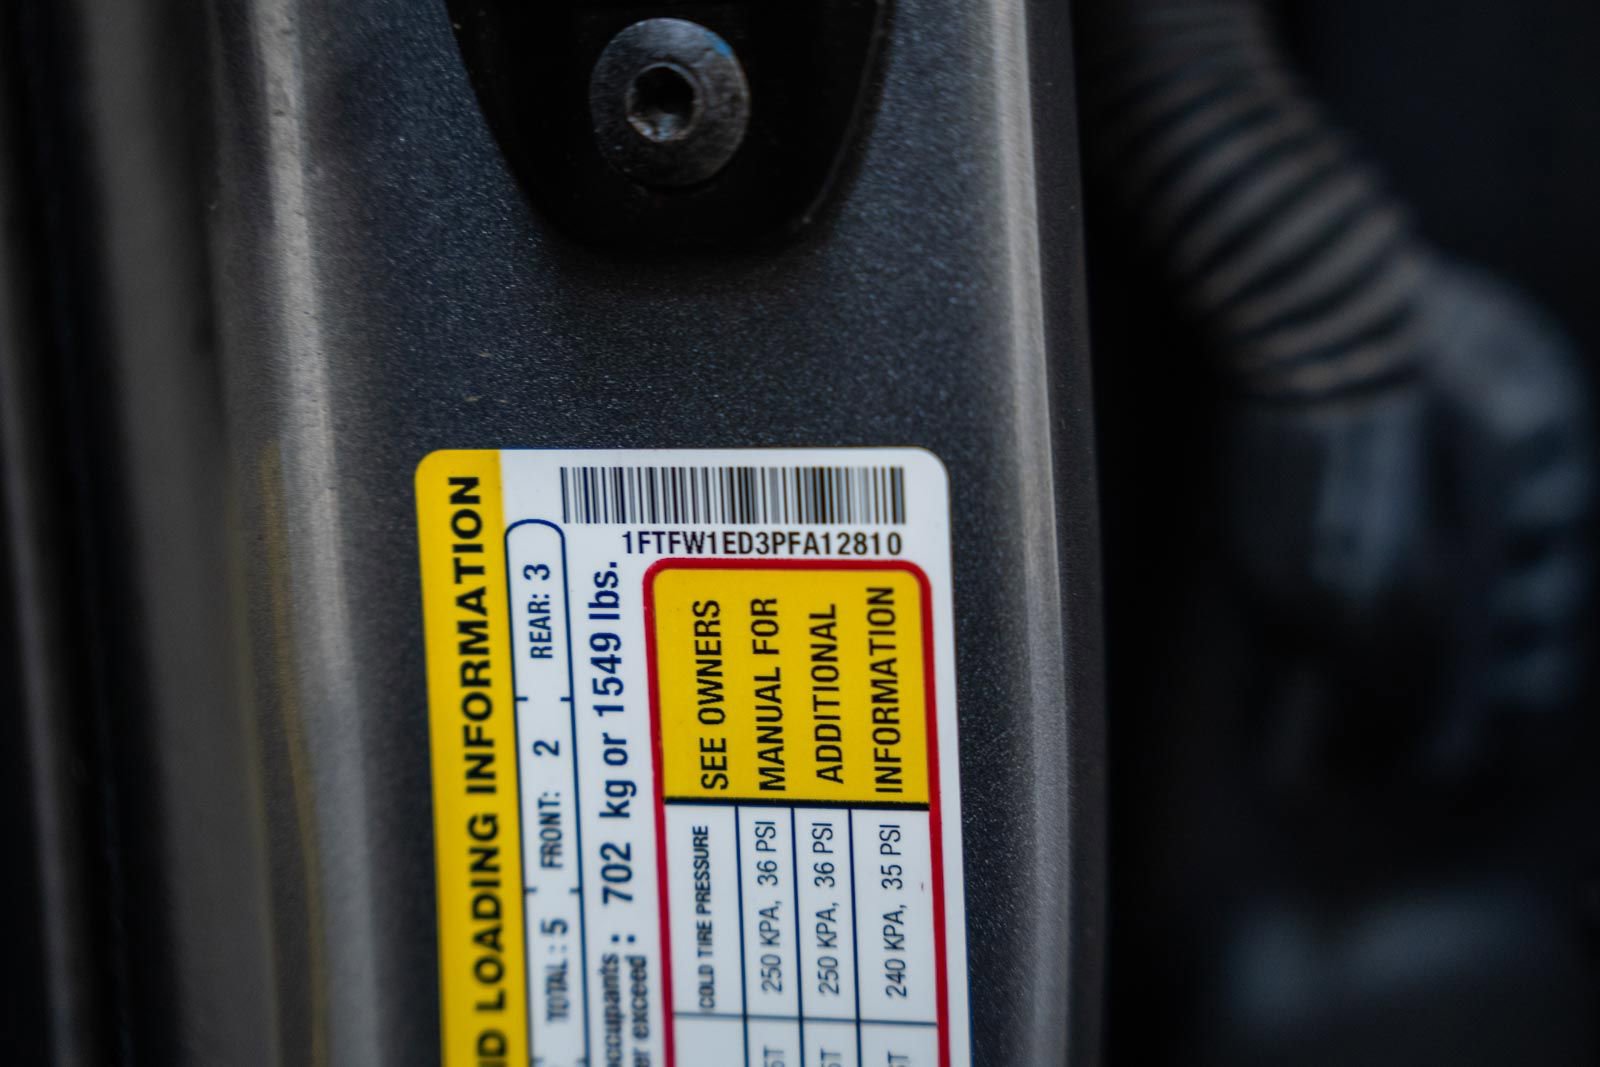 1FTFW1ED3PFA12810
ND LOADING INFORMATION
TOTAL : 5 FRONT: 2 REAR: 3
occupants
er exceed : 702 kg or 1549 lbs.
COLD TIRE PRESSURE
250 KPA, 36 PSI
250 KPA, 36 PSI
240 KPA, 35 PSI
SEE OWNERS
MANUAL FOR
ADDITIONAL
INFORMATION